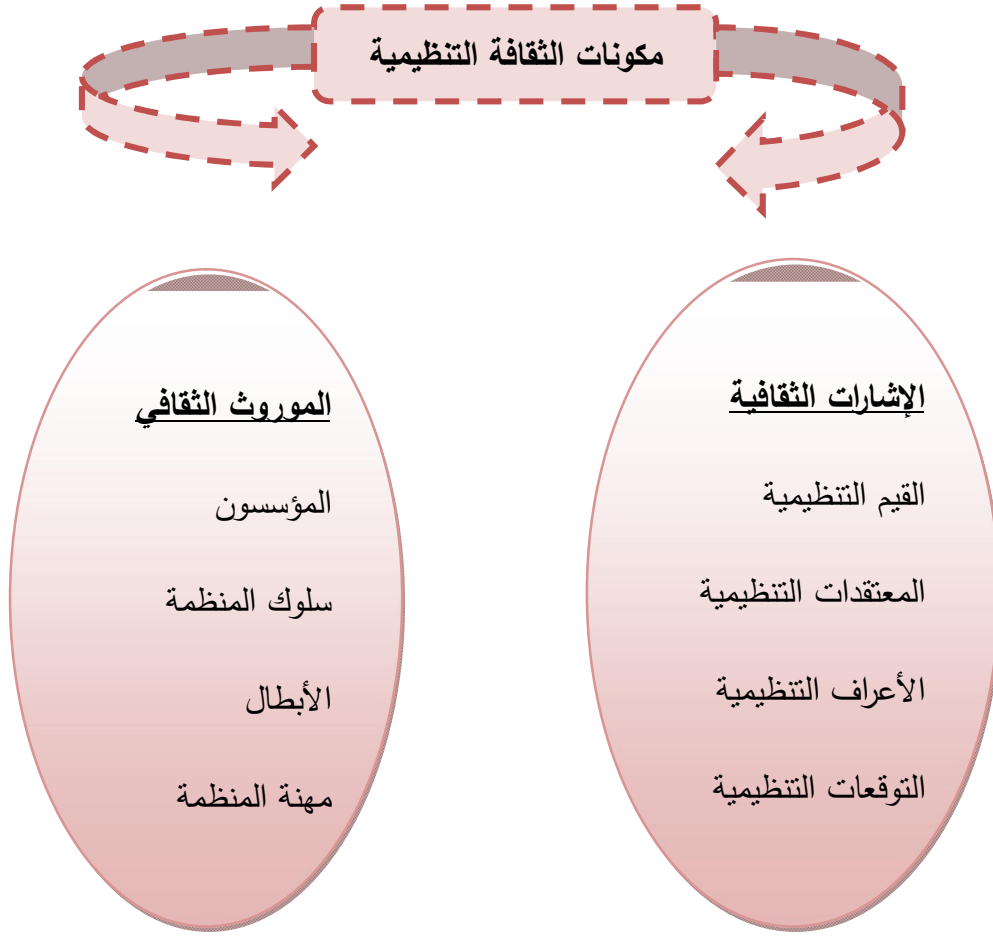 مكونات الثقافة التنظيمية
الإشارات الثقافية
القيم التنظيمية
المعتقدات التنظيمية
الأعراف التنظيمية
التوقعات التنظيمية
الموروث الثقافي
المؤسسون
سلوك المنظمة
الأبطال
مهنة المنظمة